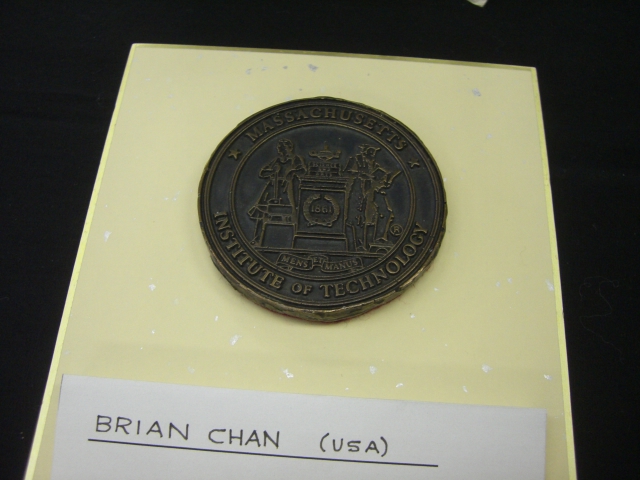 MASSACHUSETTS
1861
MENS ET MANUS
INSTITUTE OF TECHNOLOGY
®
BRIAN CHAN (USA)